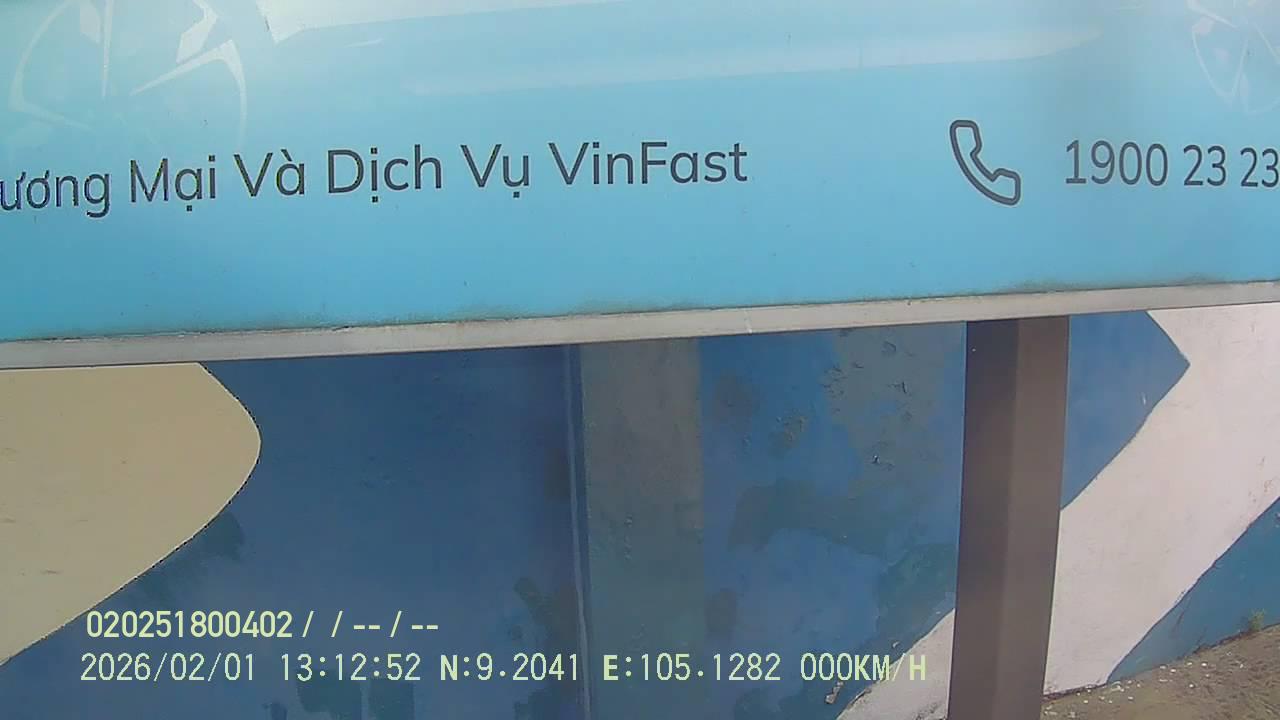 ương Mại Và Dịch Vụ VinFast
1900 23 23
020251800402 / / -- / --
2026/02/01 13:12:52 N:9.2041 E:105.1282 000KM/H